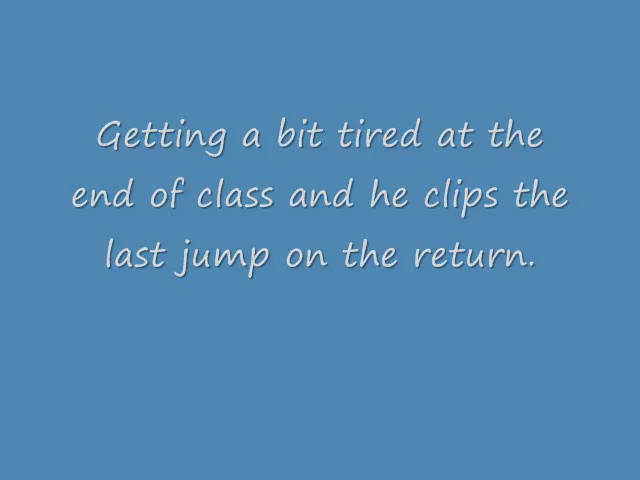 Getting a bit tired at the
end of class and he clips the
last jump on the return.